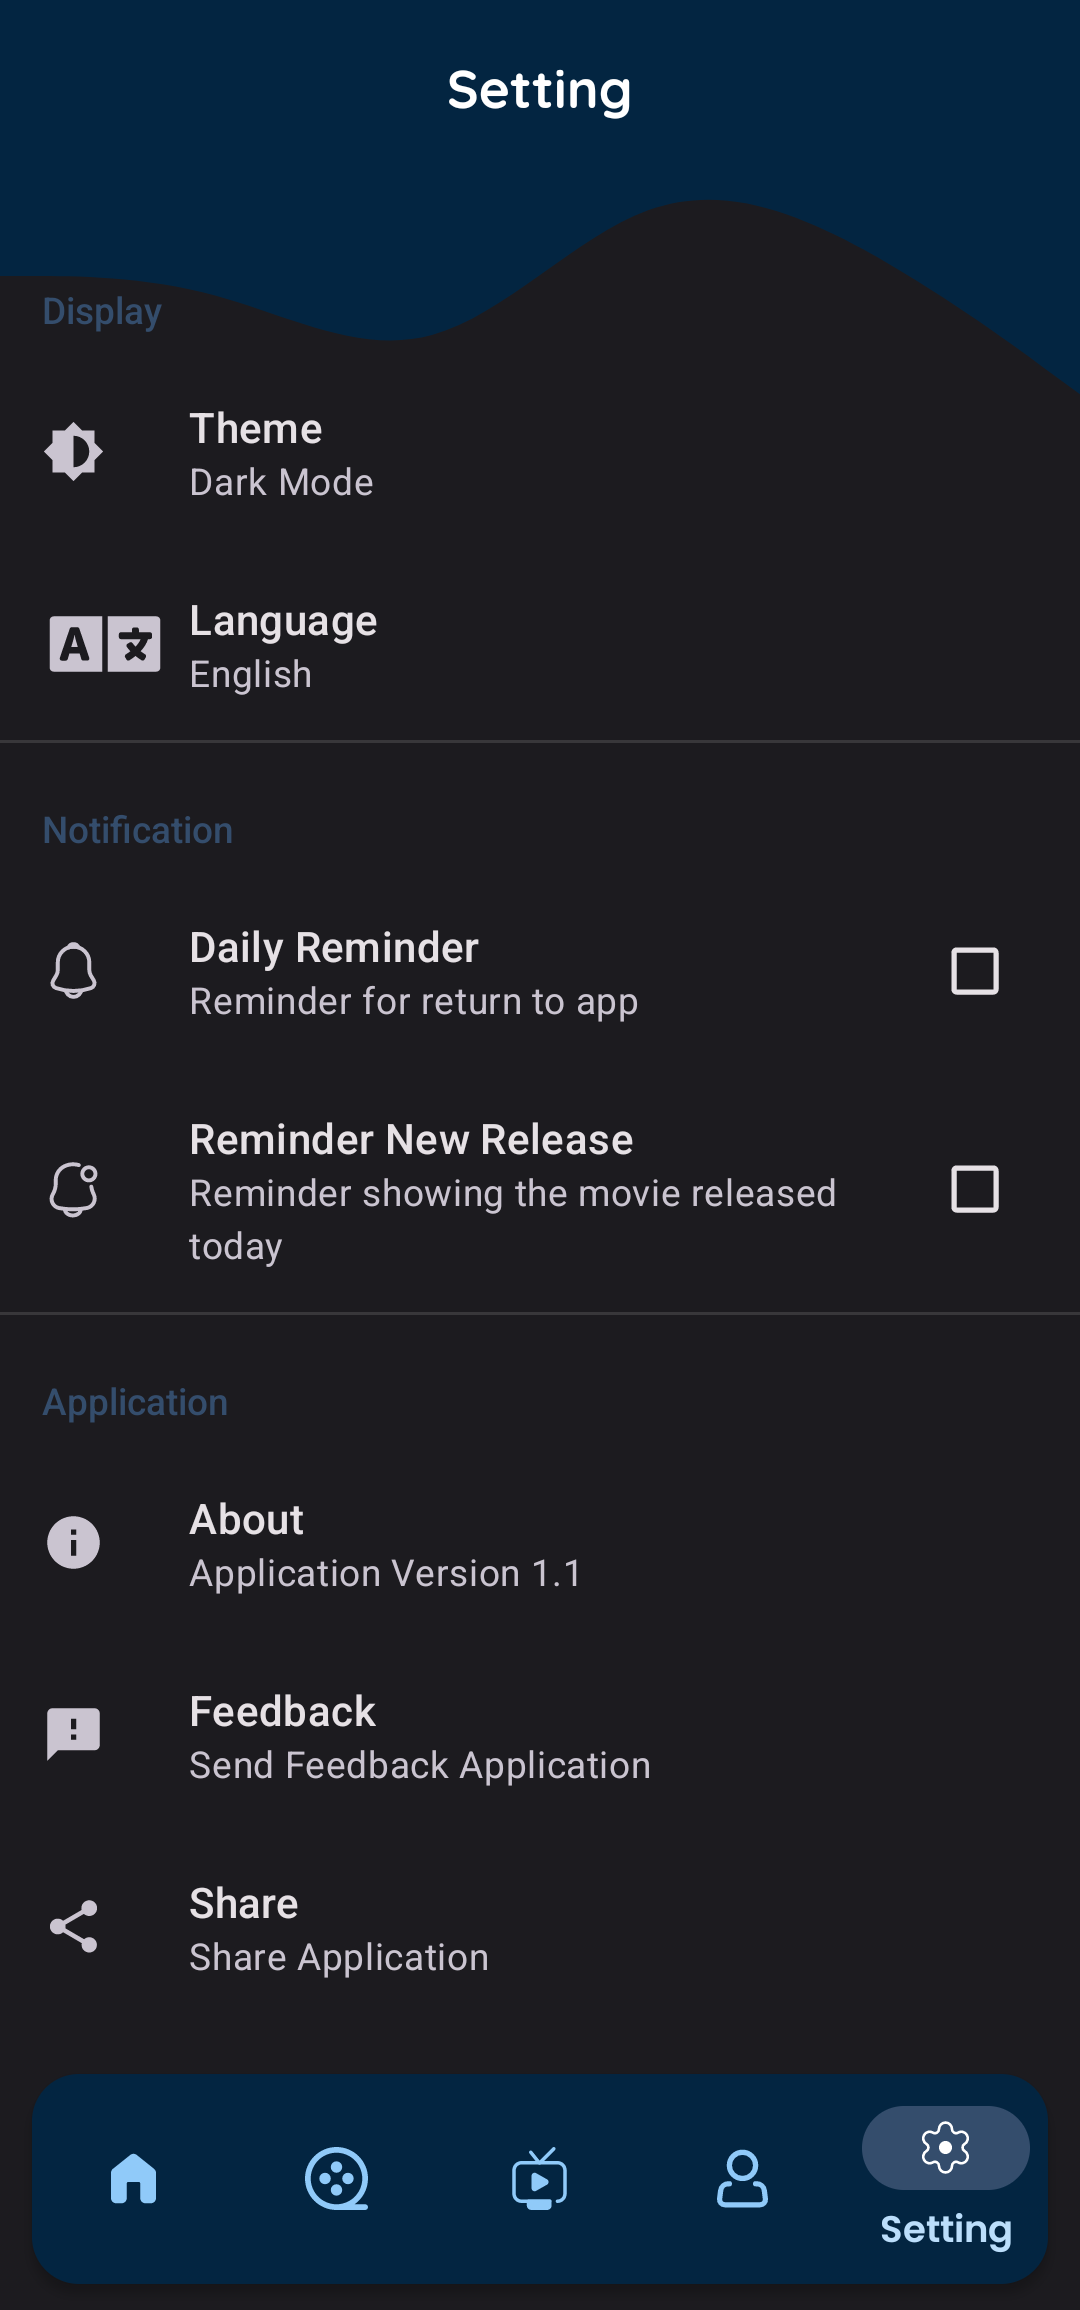 Setting
Display
Theme
Dark Mode
A 文
Language
English
Notification
Daily Reminder
Reminder for return to app
Reminder New Release
Reminder showing the movie released
today
Application
About
Application Version 1.1
Feedback
Send Feedback Application
Share
Share Application
Setting